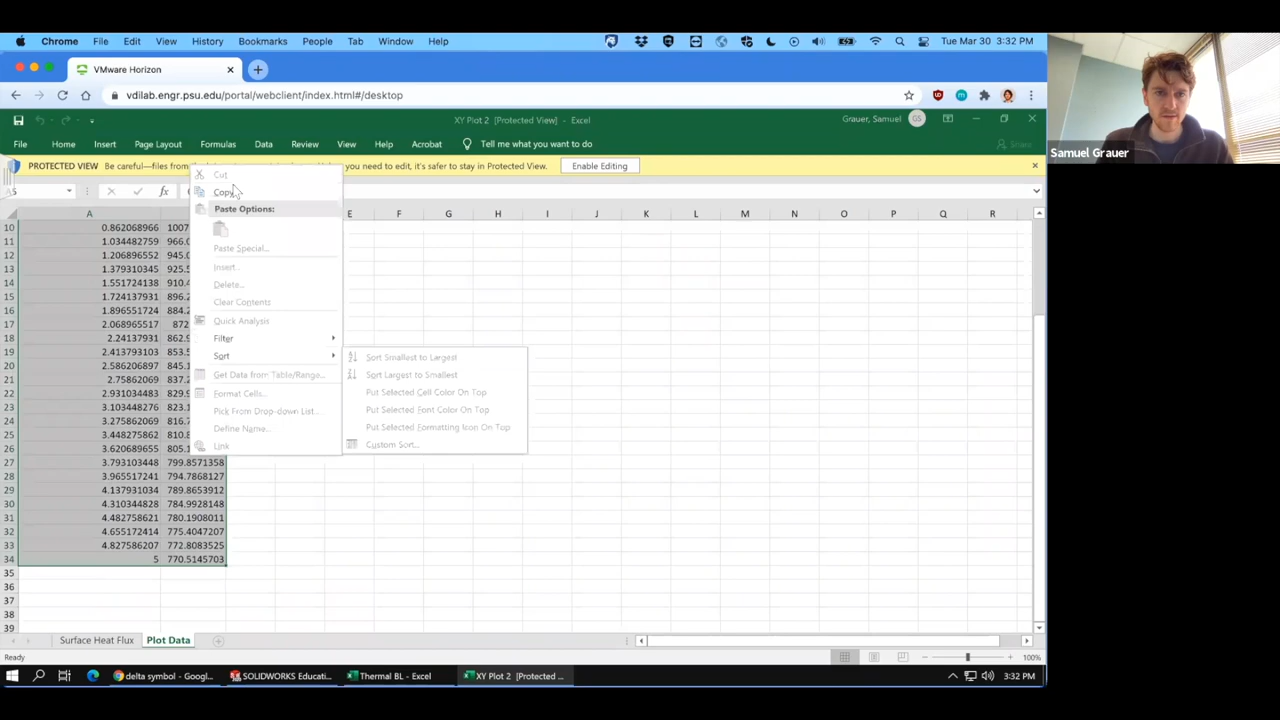 Chrome File Edit View History Bookmarks People Tab Window Help Tue Mar 30 3:32 PM
VMware Horizon
vdilab.engr.psu.edu/portal/webclient/index.html#/desktop
XY Plot 2 [Protected View] - Excel Grauer, Samuel GS
File Home Insert Page Layout Formulas Data Review View Help Acrobat Tell me what you want to do Share
PROTECTED VIEW Be careful—files from you need to edit, it's safer to stay in Protected View. Enable Editing
Samuel Grauer
Cut
Copy
Paste Options:
Paste Special...
Insert...
Delete...
Clear Contents
Quick Analysis
Filter
Sort
Get Data from Table/Range...
Format Cells...
Pick From Drop-down List...
Define Name...
Link
Sort Smallest to Largest
Sort Largest to Smallest
Put Selected Cell Color On Top
Put Selected Font Color On Top
Put Selected Formatting Icon On Top
Custom Sort...
A E F G H I J K L M N O P Q R
10 0.862068966 1007
11 1.034482759 966.0
12 1.206896552 945.0
13 1.379310345 925.5
14 1.551724138 910.4
15 1.724137931 896.2
16 1.896551724 884.2
17 2.068965517 872
18 2.24137931 862.9
19 2.413793103 853.5
20 2.586206897 845.1
21 2.75862069 837.2
22 2.931034483 830.
23 3.103448276 823.1
24 3.275862069 816.7
25 3.448275862 810.8
26 3.620689655 805.1
27 3.793103448 799.8571358
28 3.965517241 794.7868127
29 4.137931034 789.8653912
30 4.310344828 784.9928148
31 4.482758621 780.1908011
32 4.655172414 775.4047207
33 4.827586207 772.8083525
34 5 770.5145703
35
36
37
38
39
Surface Heat Flux Plot Data
Ready 100%
delta symbol - Googl... SOLIDWORKS Educati... Thermal BL - Excel XY Plot 2 [Protected ... 3:32 PM